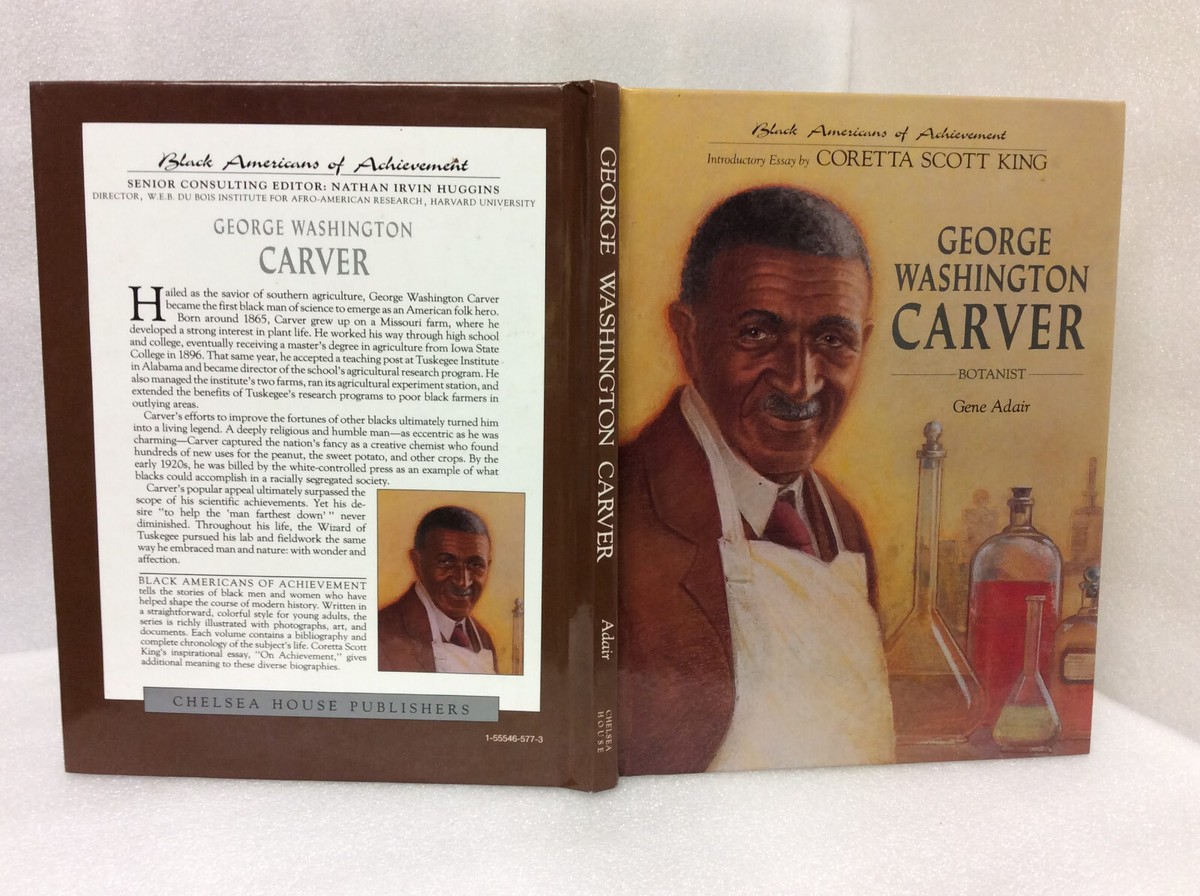 Black Americans of Achievement
SENIOR CONSULTING EDITOR: NATHAN IRVIN HUGGINS
DIRECTOR, W.E.B. DU BOIS INSTITUTE FOR AFRO-AMERICAN RESEARCH, HARVARD UNIVERSITY
GEORGE WASHINGTON
CARVER
Hailed as the savior of southern agriculture, George Washington Carver
became the first black man of science to emerge as an American folk hero.
Born around 1865, Carver grew up on a Missouri farm, where he
developed a strong interest in plant life. He worked his way through high school
and college, eventually receiving a master's degree in agriculture from Iowa State
College in 1896. That same year, he accepted a teaching post at Tuskegee Institute
in Alabama and became director of the school's agricultural research program. He
also managed the institute's two farms, ran its agricultural experiment station, and
extended the benefits of Tuskegee's research programs to poor black farmers in
outlying areas.
Carver's efforts to improve the fortunes of other blacks ultimately turned him
into a living legend. A deeply religious and humble man—as eccentric as he was
charming—Carver captured the nation's fancy as a creative chemist who found
hundreds of new uses for the peanut, the sweet potato, and other crops. By the
early 1920s, he was billed by the white-controlled press as an example of what
blacks could accomplish in a racially segregated society.
Carver's popular appeal ultimately surpassed the
scope of his scientific achievements. Yet his de-
sire "to help the 'man farthest down'" never
diminished. Throughout his life, the Wizard of
Tuskegee pursued his lab and fieldwork the same
way he embraced man and nature: with wonder and
affection.
BLACK AMERICANS OF ACHIEVEMENT
tells the stories of black men and women who have
helped shape the course of modern history. Written in
a straightforward, colorful style for young adults, the
series is richly illustrated with photographs, art, and
documents. Each volume contains a bibliography and
complete chronology of the subject's life. Coretta Scott
King's inspirational essay, "On Achievement," gives
additional meaning to these diverse biographies.
CHELSEA HOUSE PUBLISHERS
1-55546-577-3
GEORGE WASHINGTON CARVER
Adair
CHELSEA
HOUSE
Black Americans of Achievement
Introductory Essay by CORETTA SCOTT KING
GEORGE
WASHINGTON
CARVER
BOTANIST
Gene Adair